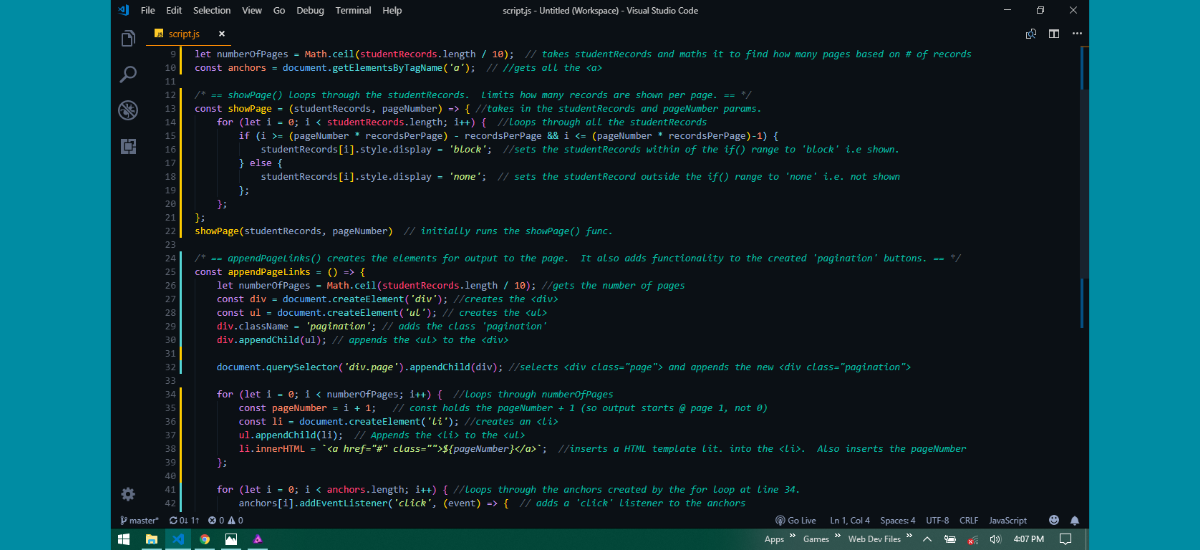 File Edit Selection View Go Debug Terminal Help script.js - Untitled (Workspace) - Visual Studio Code
script.js x
9 let numberOfPages = Math.ceil(studentRecords.length / 10); // takes studentRecords and maths it to find how many pages based on # of records
10 const anchors = document.getElementsByTagName('a'); // //gets all the <a>
11
12 /* == showPage() loops through the studentRecords. Limits how many records are shown per page. == */
13 const showPage = (studentRecords, pageNumber) => { //takes in the studentRecords and pageNumber params.
14 for (let i = 0; i < studentRecords.length; i++) { //loops through all the studentRecords
15 if (i >= (pageNumber * recordsPerPage) - recordsPerPage && i <= (pageNumber * recordsPerPage)-1) {
16 studentRecords[i].style.display = 'block'; //sets the studentRecords within of the if() range to 'block' i.e shown.
17 } else {
18 studentRecords[i].style.display = 'none'; // sets the studentRecord outside the if() range to 'none' i.e. not shown
19 };
20 };
21 };
22 showPage(studentRecords, pageNumber) // initially runs the showPage() func.
23
24 /* == appendPageLinks() creates the elements for output to the page. It also adds functionality to the created 'pagination' buttons. == */
25 const appendPageLinks = () => {
26 let numberOfPages = Math.ceil(studentRecords.length / 10); //gets the number of pages
27 const div = document.createElement('div'); //creates the <div>
28 const ul = document.createElement('ul'); // creates the <ul>
29 div.className = 'pagination'; // adds the class 'pagination'
30 div.appendChild(ul); // appends the <ul> to the <div>
31
32 document.querySelector('div.page').appendChild(div); //selects <div class="page"> and appends the new <div class="pagination">
33
34 for (let i = 0; i < numberOfPages; i++) { //loops through numberOfPages
35 const pageNumber = i + 1; // const holds the pageNumber + 1 (so output starts @ page 1, not 0)
36 const li = document.createElement('li'); //creates an <li>
37 ul.appendChild(li); // Appends the <li> to the <ul>
38 li.innerHTML = `<a href="#" class="">${pageNumber}</a>`; //inserts a HTML template lit. into the <li>. Also inserts the pageNumber
39 };
40
41 for (let i = 0; i < anchors.length; i++) { //loops through the anchors created by the for loop at line 34.
42 anchors[i].addEventListener('click', (event) => { // adds a 'click' listener to the anchors
master* 0↓ 1↑ 0 0 Go Live Ln 1, Col 4 Spaces: 4 UTF-8 CRLF JavaScript
Apps » Games » Web Dev Files » 4:07 PM